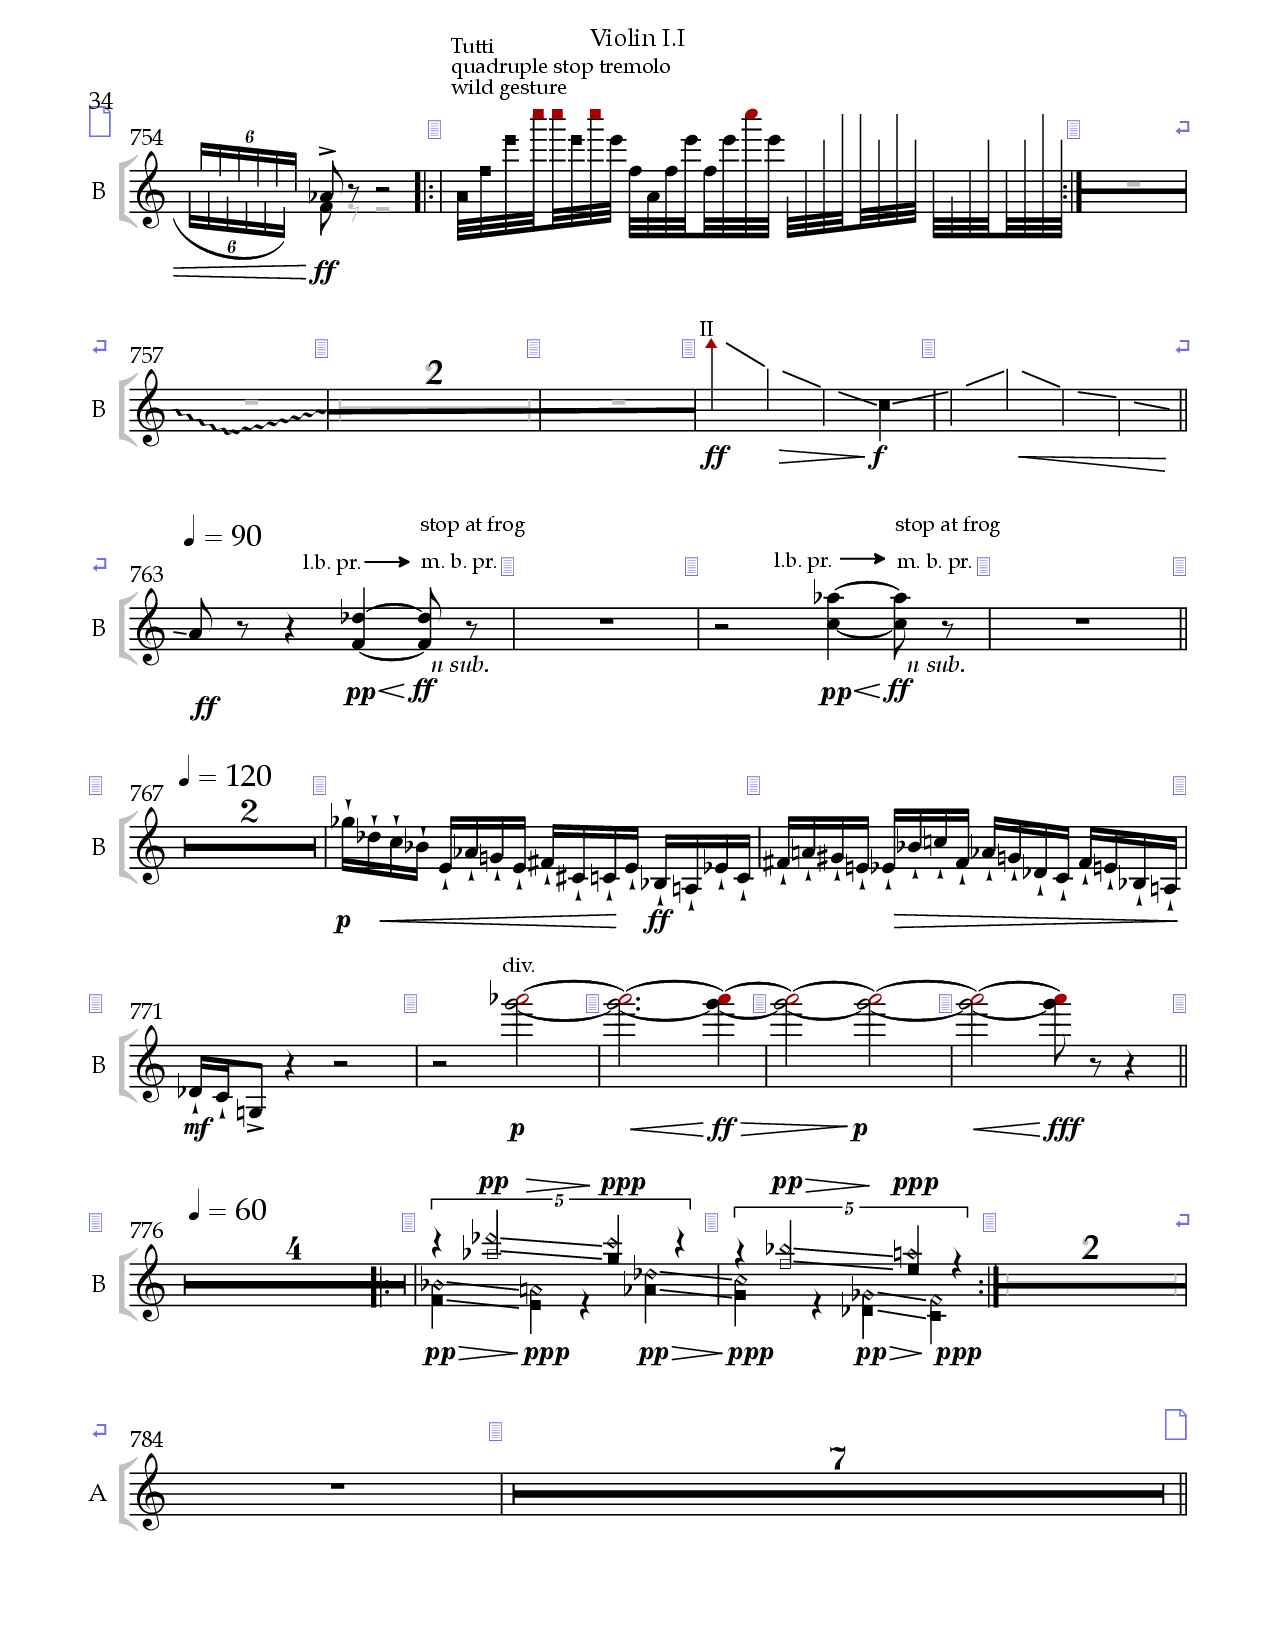 Violin I.I
Tutti
quadruple stop tremolo
wild gesture
34
754
6
B
6
ff
757
II
2
B
ff f
stop at frog stop at frog
♩ = 90
l.b. pr. m. b. pr. l.b. pr. m. b. pr.
763
B
n sub. n sub.
pp ff pp ff
ff
♩ = 120
767
2
B
p ff
div.
771
B
mf p ff p fff
pp ppp pp ppp
5 5
♩ = 60
776
4 2
B
pp ppp pp ppp pp ppp
784
7
A